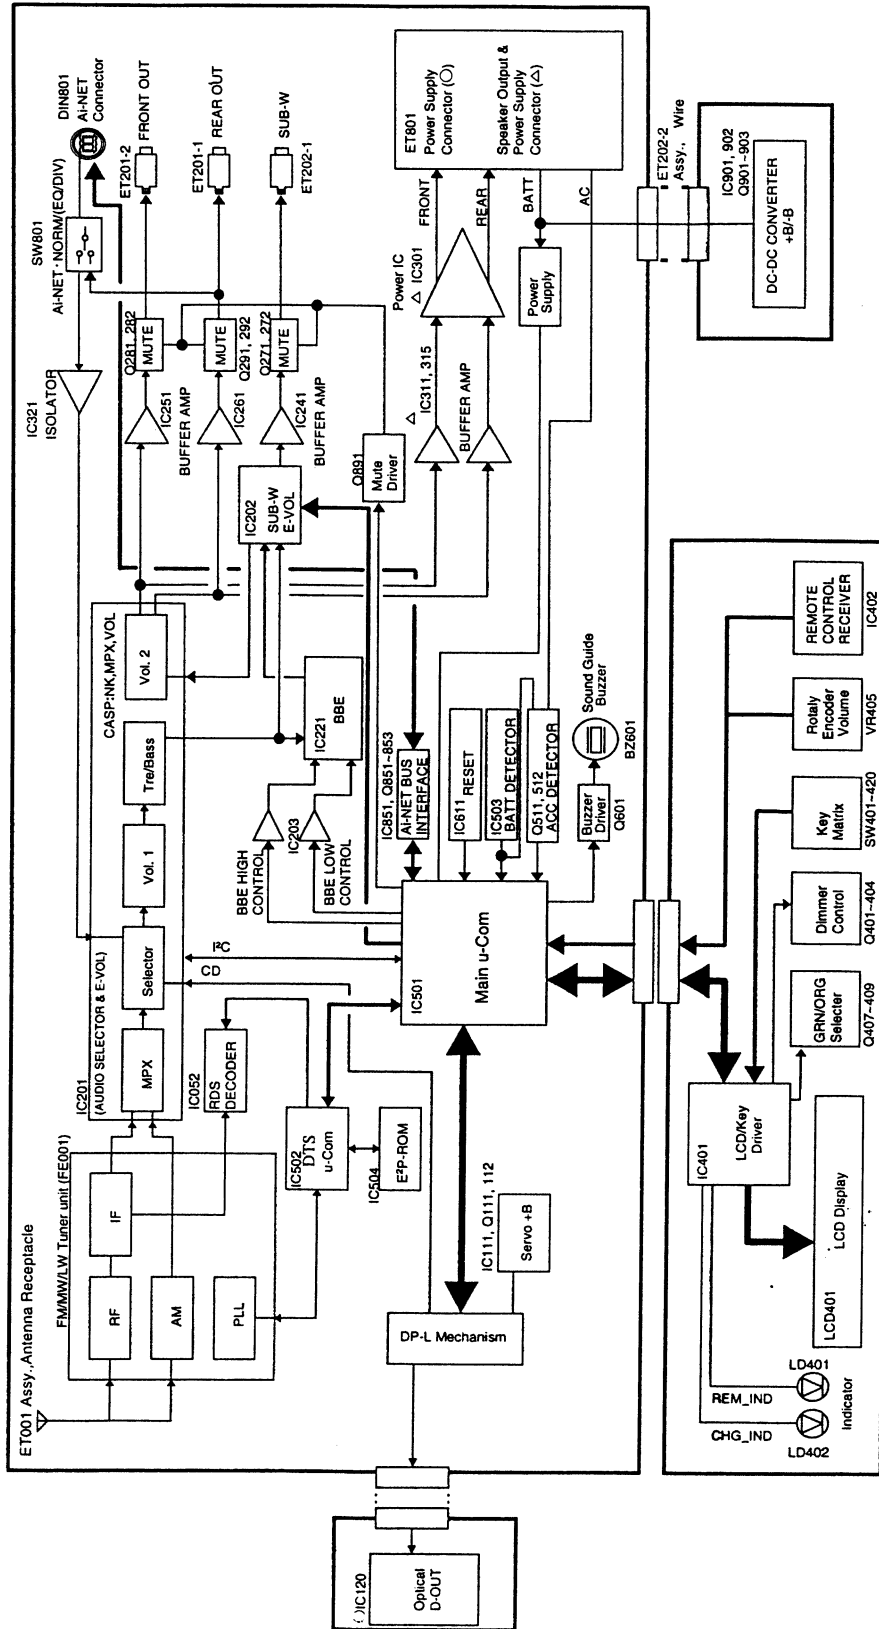 ET001 Assy.,Antenna Receptacle
FM/MW/LW Tuner unit (FE001)
RF
IF
AM
PLL
IC201
(AUDIO SELECTOR & E-VOL)
CASP:NK,MPX,VOL
MPX
Selector
Vol. 1
Tre/Bass
Vol. 2
IC321
ISOLATOR
SW801
Ai-NET · NORM/(EQ/DIV)
DIN801
Ai-NET
Connector
Q281, 282
MUTE
IC251
BUFFER AMP
ET201-2
FRONT OUT
MUTE
Q291, 292
IC261
ET201-1
REAR OUT
Q271, 272
MUTE
IC241
BUFFER AMP
SUB-W
ET202-1
IC202
SUB-W
E-VOL
Q891
Mute
Driver
I²C
CD
IC052
RDS
DECODER
IC502
DTS
u-Com
IC504
E²P-ROM
BBE HIGH
CONTROL
BBE LOW
CONTROL
IC203
IC221
BBE
IC311, 315
BUFFER AMP
Power IC
IC301
FRONT
REAR
BATT
AC
ET801
Power Supply
Connector (○)
Speaker Output &
Power Supply
Connector (△)
Power
Supply
IC501
Main u-Com
IC851, Q851~853
Ai-NET BUS
INTERFACE
IC611
RESET
IC503
BATT DETECTOR
Q511, 512
ACC DETECTOR
Buzzer
Driver
Q601
Sound Guide
Buzzer
BZ601
IC111, Q111, 112
Servo +B
DP-L Mechanism
ET202-2
Assy., Wire
IC901, 902
Q901~903
DC-DC CONVERTER
+B/-B
IC120
Optical
D-OUT
IC401
LCD/Key
Driver
LCD Display
LCD401
REM_IND
LD401
CHG_IND
LD402
Indicator
GRN/ORG
Selecter
Q407~409
Dimmer
Control
Q401~404
Key
Matrix
SW401~420
Rotaly
Encoder
Volume
VR405
REMOTE
CONTROL
RECEIVER
IC402